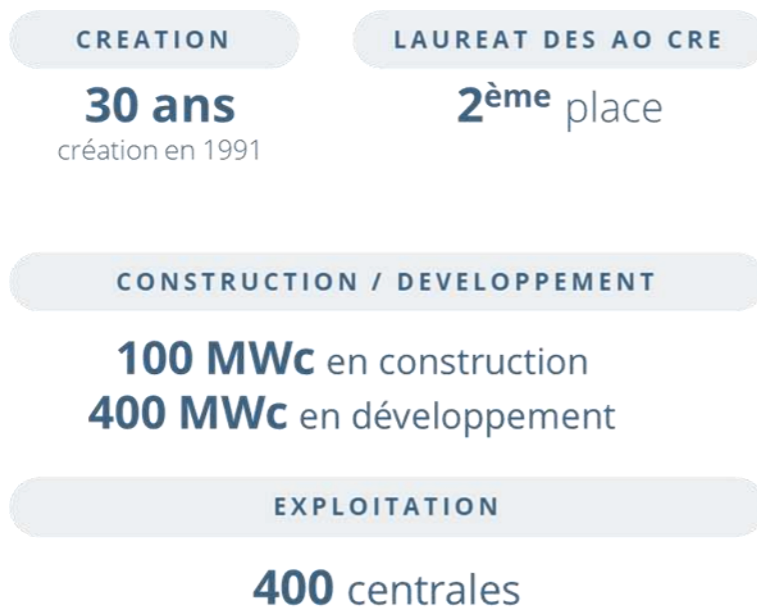 CREATION
30 ans
création en 1991
LAUREAT DES AO CRE
2ème place
CONSTRUCTION / DEVELOPPEMENT
100 MWc en construction
400 MWc en développement
EXPLOITATION
400 centrales